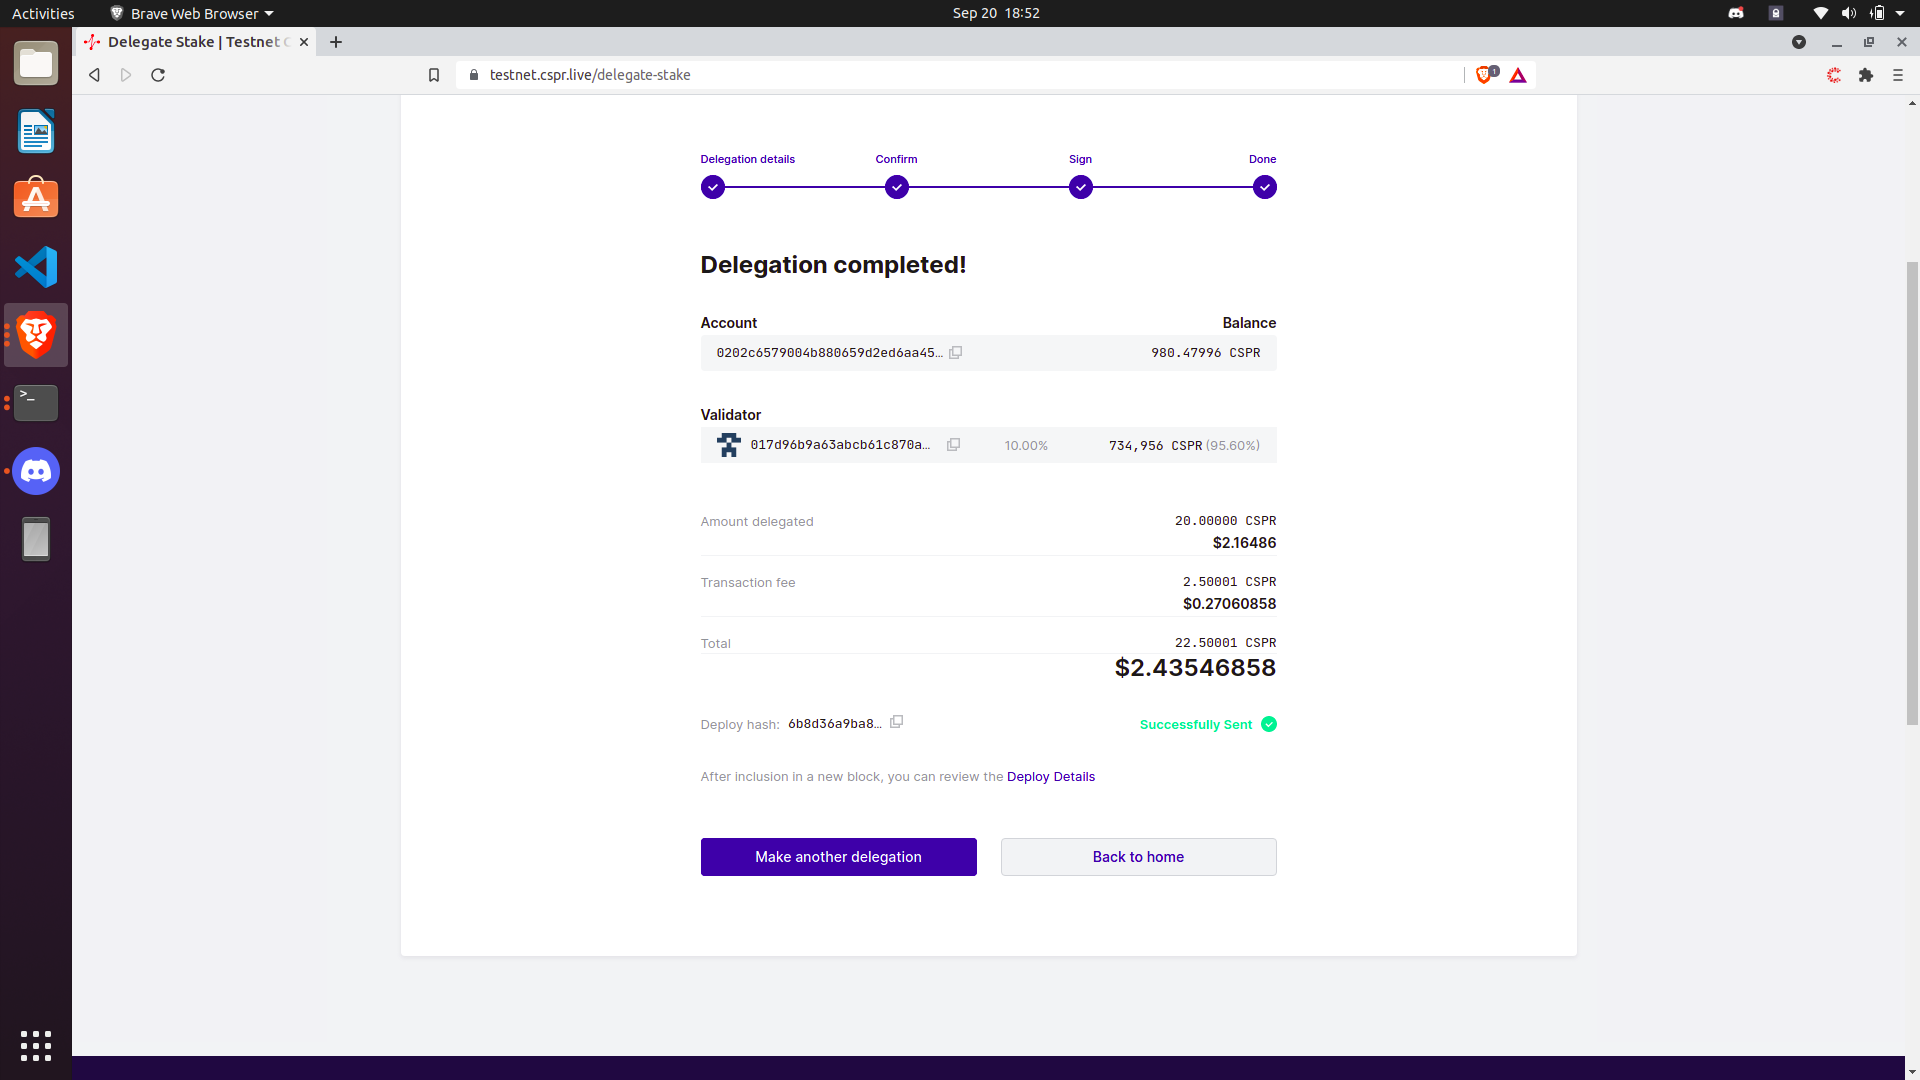 Activities
Brave Web Browser
Sep 20 18:52
Delegate Stake | Testnet C
testnet.cspr.live/delegate-stake
1
Delegation details
Confirm
Sign
Done
Delegation completed!
Account
Balance
0202c6579004b880659d2ed6aa45…
980.47996 CSPR
Validator
017d96b9a63abcb61c870a…
10.00%
734,956 CSPR (95.60%)
Amount delegated
20.00000 CSPR
$2.16486
Transaction fee
2.50001 CSPR
$0.27060858
Total
22.50001 CSPR
$2.43546858
Deploy hash: 6b8d36a9ba8…
Successfully Sent
After inclusion in a new block, you can review the Deploy Details
Make another delegation
Back to home